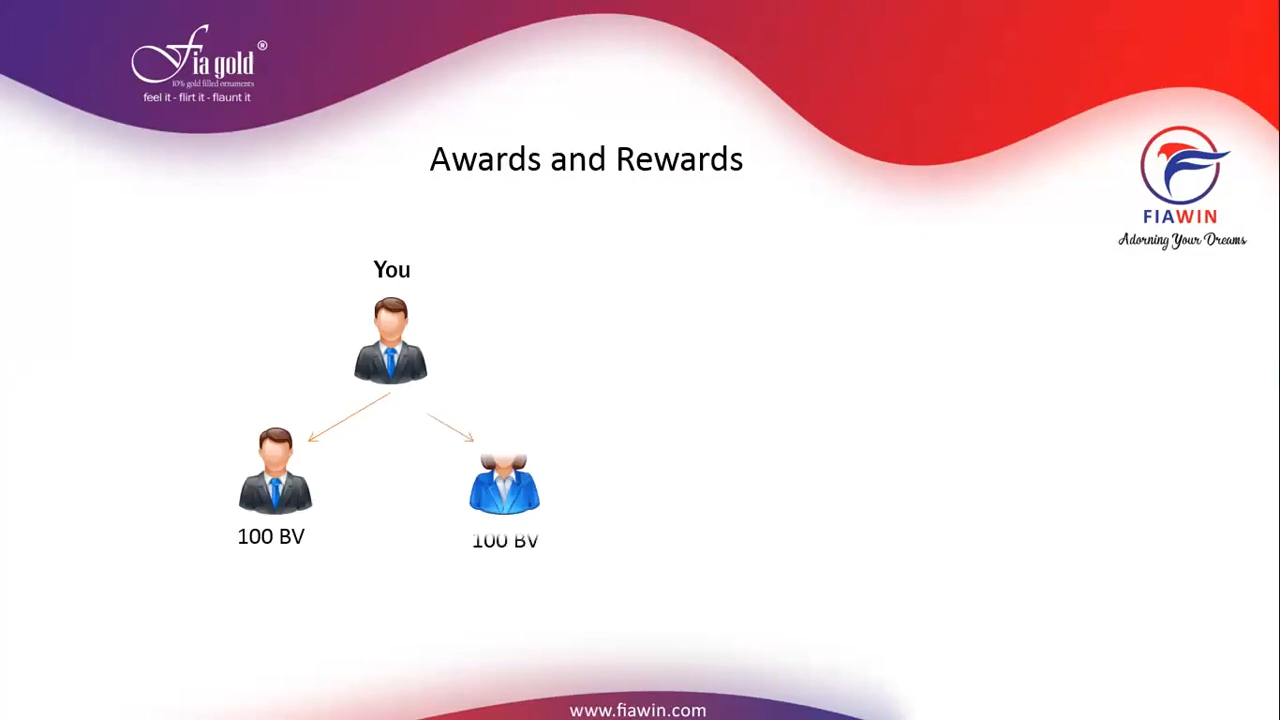 Fia gold®
10% gold filled ornuments
feel it - flirt it - flaunt it
Awards and Rewards
FIAWIN
Adorning Your Dreams
You
100 BV
100 BV
www.fiawin.com